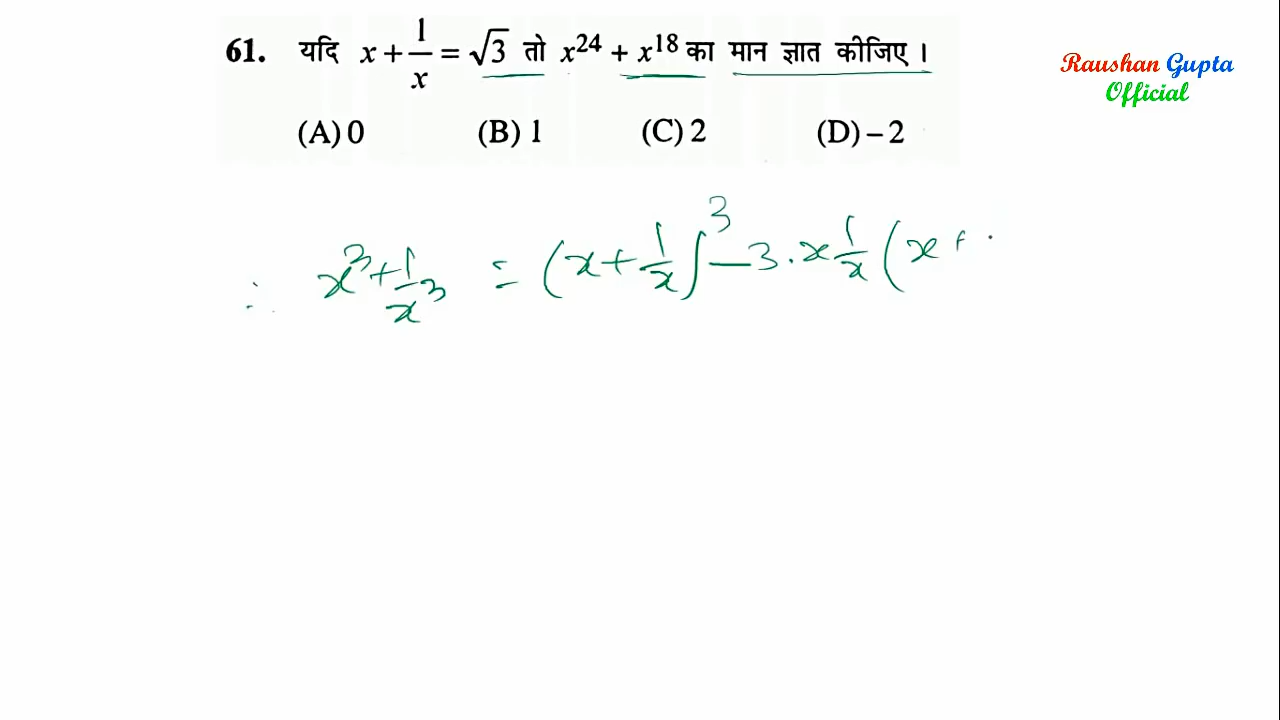 61. यदि x + 1/x = √3 तो x²⁴ + x¹⁸ का मान ज्ञात कीजिए ।
Raushan Gupta
Official
(A) 0 (B) 1 (C) 2 (D) – 2
∴ x³ + 1/x³ = (x + 1/x)³ – 3 . x 1/x (x +